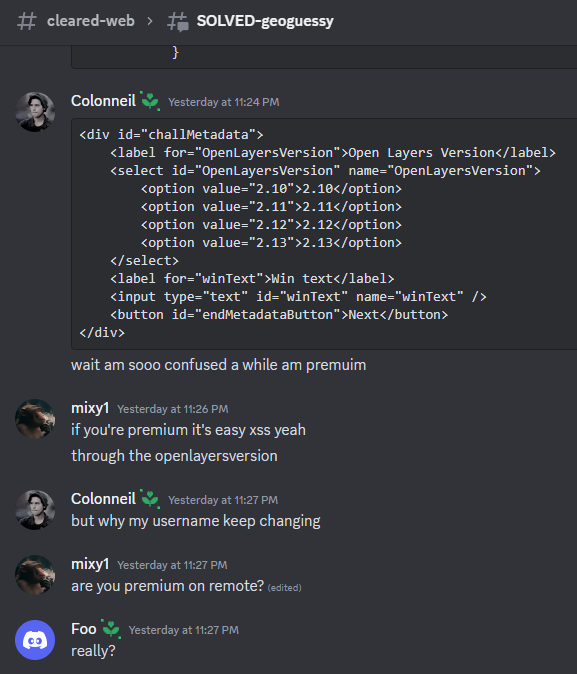 cleared-web > SOLVED-geoguessy
}
Colonneil Yesterday at 11:24 PM
<div id="challMetadata">
    <label for="OpenLayersVersion">Open Layers Version</label>
    <select id="OpenLayersVersion" name="OpenLayersVersion">
        <option value="2.10">2.10</option>
        <option value="2.11">2.11</option>
        <option value="2.12">2.12</option>
        <option value="2.13">2.13</option>
    </select>
    <label for="winText">Win text</label>
    <input type="text" id="winText" name="winText" />
    <button id="endMetadataButton">Next</button>
</div>
wait am sooo confused a while am premuim
mixy1 Yesterday at 11:26 PM
if you're premium it's easy xss yeah
through the openlayersversion
Colonneil Yesterday at 11:27 PM
but why my username keep changing
mixy1 Yesterday at 11:27 PM
are you premium on remote? (edited)
Foo Yesterday at 11:27 PM
really?